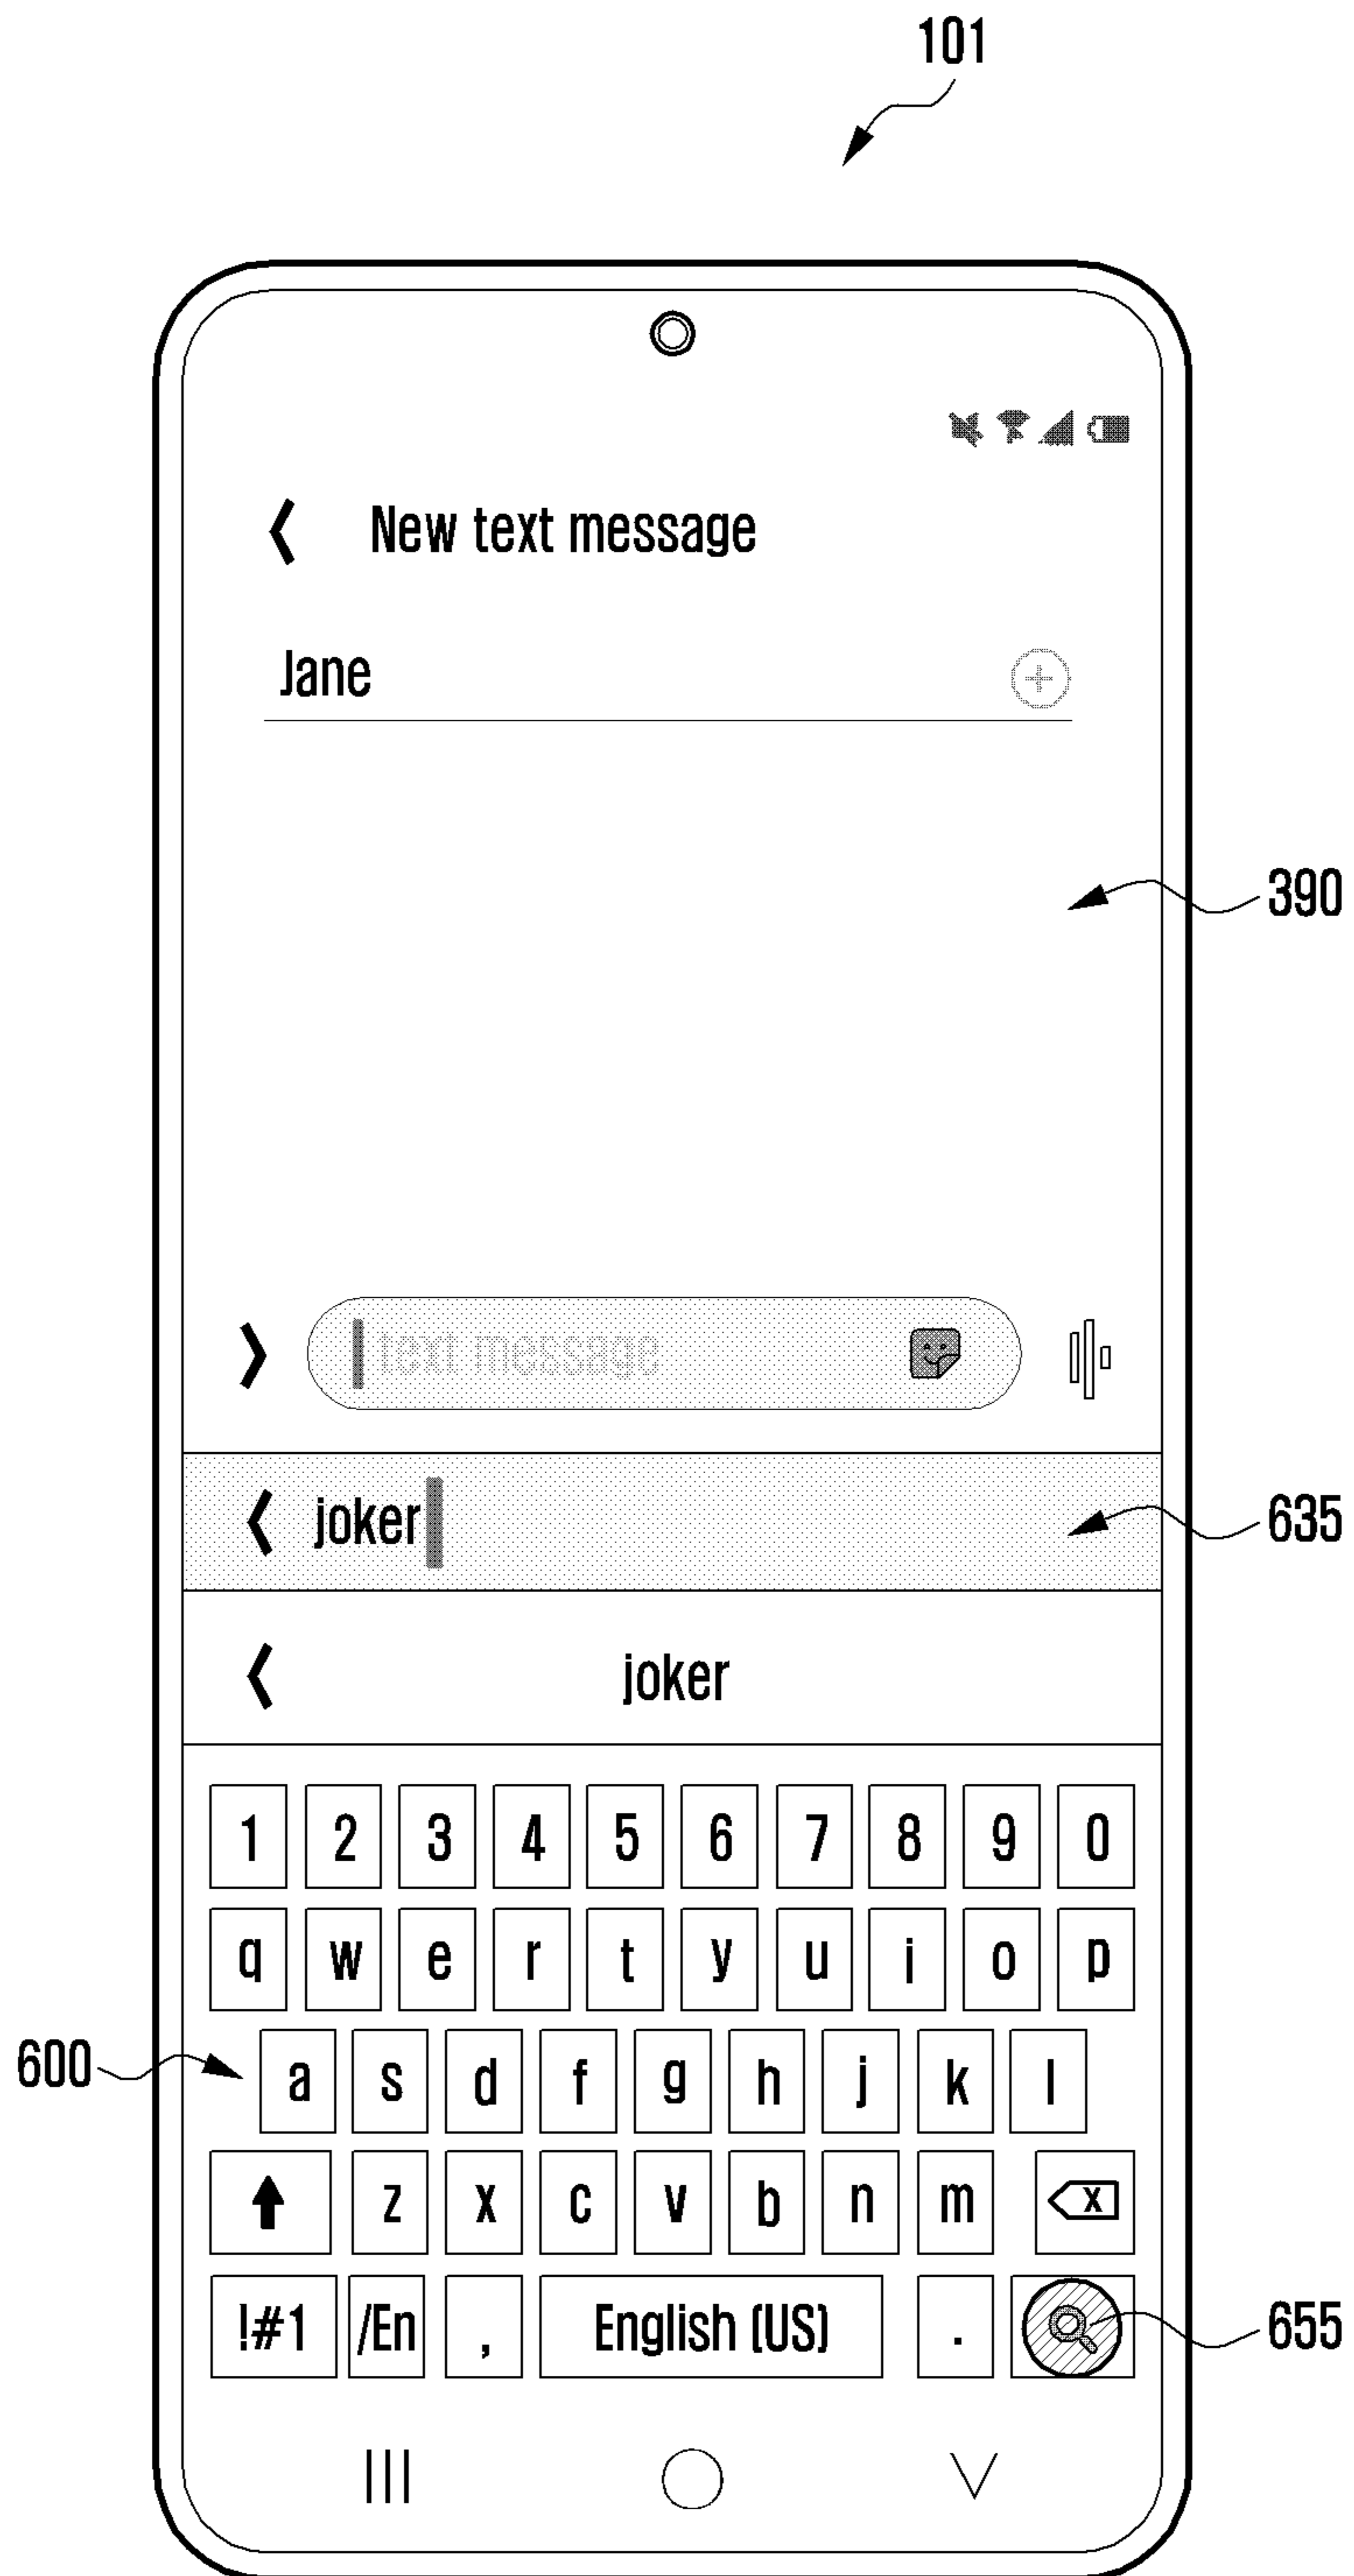 101
New text message
Jane
390
text message
joker
635
joker
1 2 3 4 5 6 7 8 9 0
q w e r t y u i o p
600
a s d f g h j k l
z x c v b n m X
!#1 /En , English (US) .
655